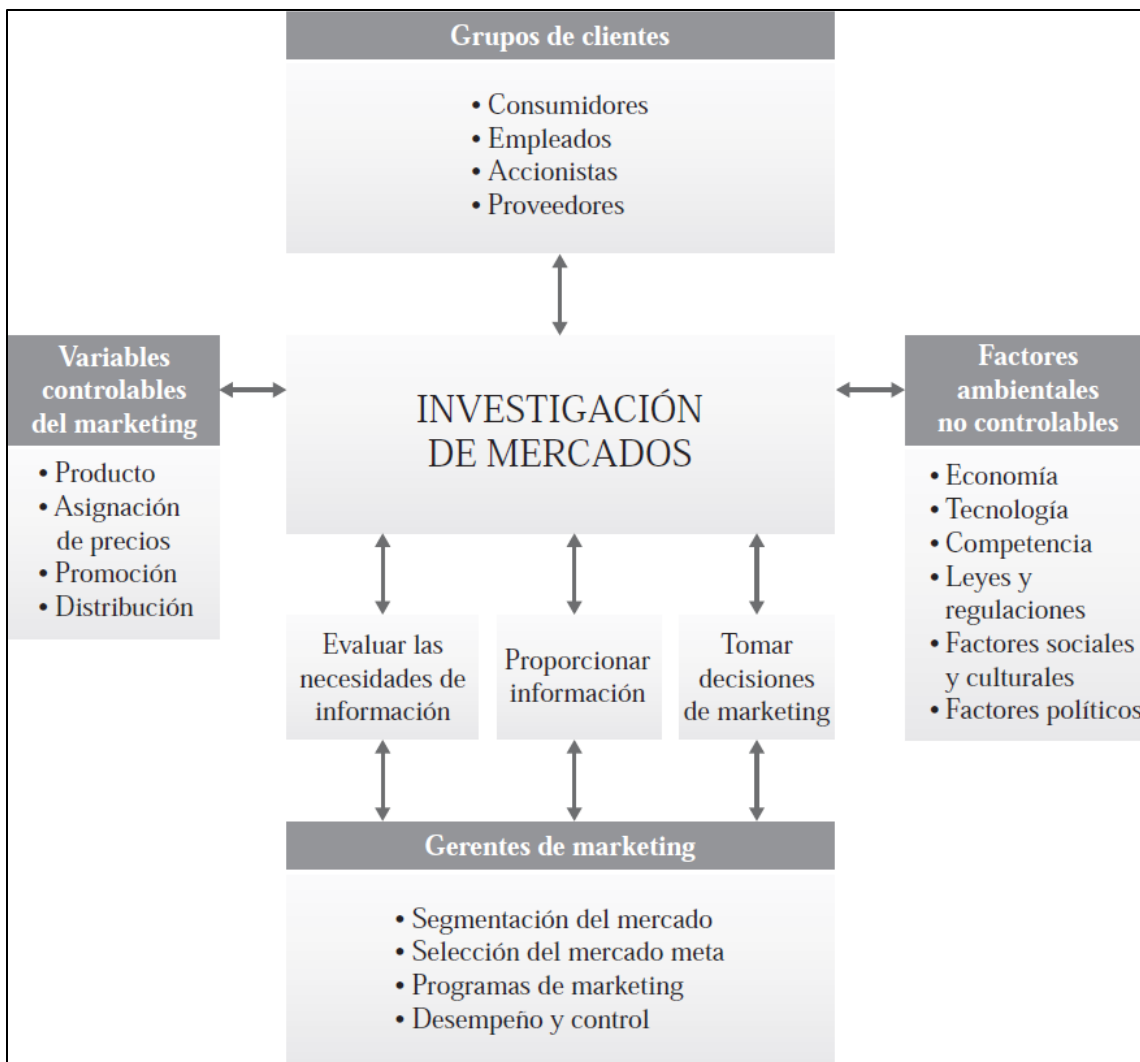 Grupos de clientes
• Consumidores
• Empleados
• Accionistas
• Proveedores
Variables
controlables
del marketing
• Producto
• Asignación
de precios
• Promoción
• Distribución
INVESTIGACIÓN
DE MERCADOS
Factores
ambientales
no controlables
• Economía
• Tecnología
• Competencia
• Leyes y
regulaciones
• Factores sociales
y culturales
• Factores políticos
Evaluar las
necesidades de
información
Proporcionar
información
Tomar
decisiones
de marketing
Gerentes de marketing
• Segmentación del mercado
• Selección del mercado meta
• Programas de marketing
• Desempeño y control